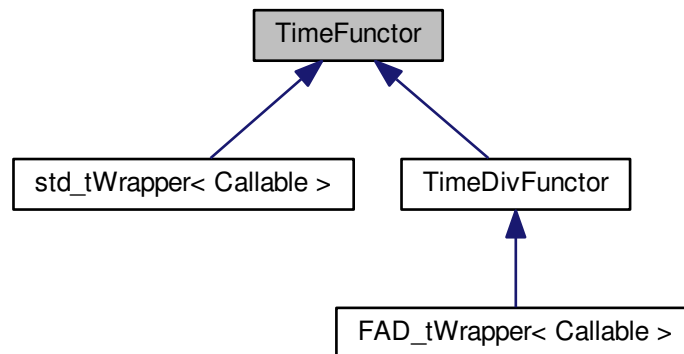 TimeFunctor
std_tWrapper< Callable >
TimeDivFunctor
FAD_tWrapper< Callable >